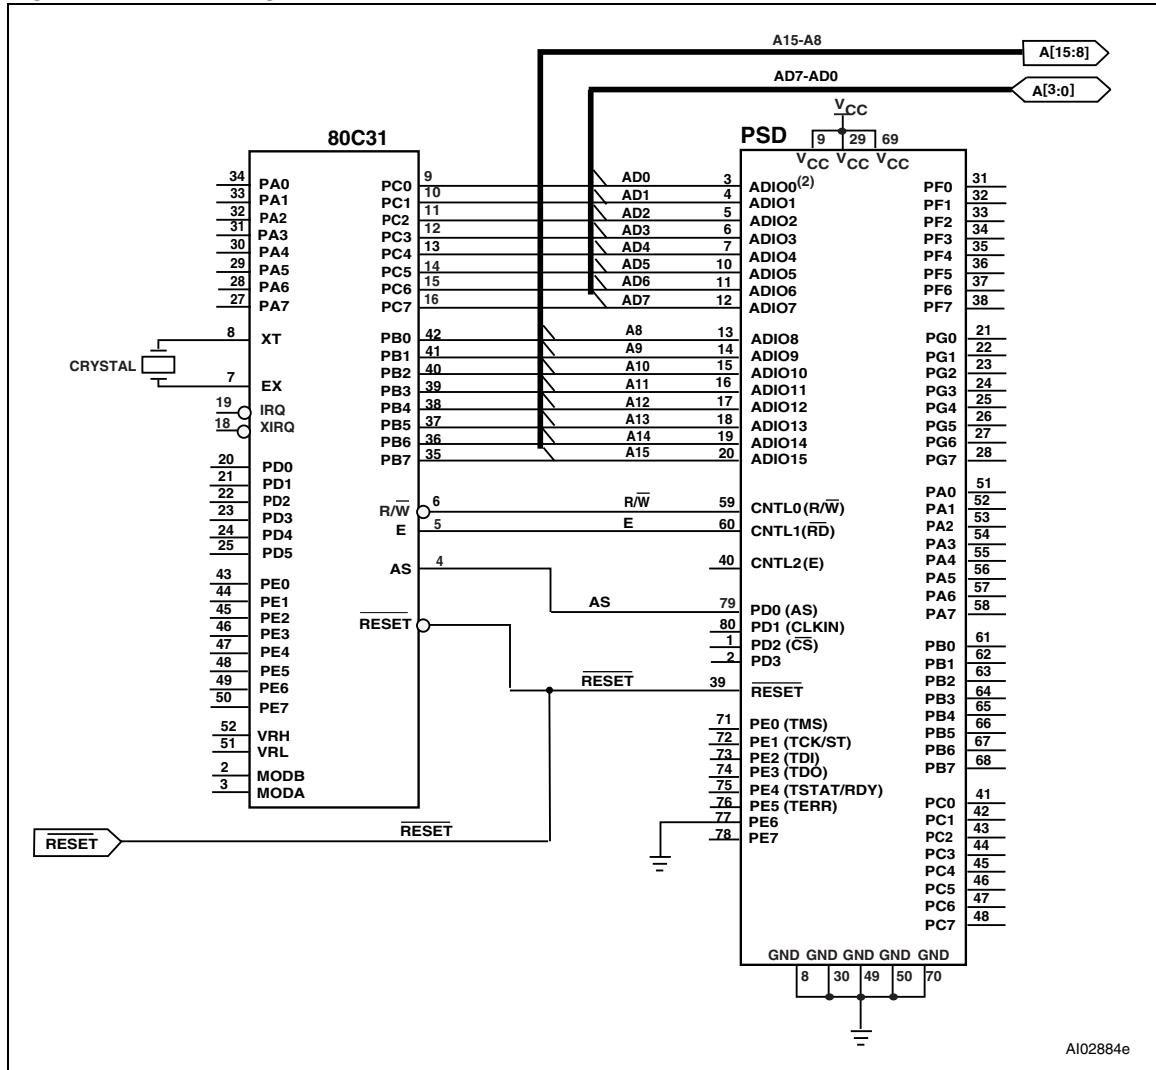 A15-A8
A[15:8]
AD7-AD0
A[3:0]
VCC
80C31
PSD
9 29 69
VCC VCC VCC
34 PA0
33 PA1
32 PA2
31 PA3
30 PA4
29 PA5
28 PA6
27 PA7
8 XT
CRYSTAL
7 EX
19 IRQ
18 XIRQ
20 PD0
21 PD1
22 PD2
23 PD3
24 PD4
25 PD5
43 PE0
44 PE1
45 PE2
46 PE3
47 PE4
48 PE5
49 PE6
50 PE7
52 VRH
51 VRL
2 MODB
3 MODA
PC0 9 AD0 3 ADIO0(2)
PC1 10 AD1 4 ADIO1
PC2 11 AD2 5 ADIO2
PC3 12 AD3 6 ADIO3
PC4 13 AD4 7 ADIO4
PC5 14 AD5 10 ADIO5
PC6 15 AD6 11 ADIO6
PC7 16 AD7 12 ADIO7
PB0 42 A8 13 ADIO8
PB1 41 A9 14 ADIO9
PB2 40 A10 15 ADIO10
PB3 39 A11 16 ADIO11
PB4 38 A12 17 ADIO12
PB5 37 A13 18 ADIO13
PB6 36 A14 19 ADIO14
PB7 35 A15 20 ADIO15
R/W 6 R/W 59 CNTL0(R/W)
E 5 E 60 CNTL1(RD)
40 CNTL2(E)
AS 4 AS 79 PD0 (AS)
80 PD1 (CLKIN)
1 PD2 (CS)
2 PD3
RESET RESET 39 RESET
71 PE0 (TMS)
72 PE1 (TCK/ST)
73 PE2 (TDI)
74 PE3 (TDO)
75 PE4 (TSTAT/RDY)
76 PE5 (TERR)
77 PE6
78 PE7
RESET RESET
PF0 31
PF1 32
PF2 33
PF3 34
PF4 35
PF5 36
PF6 37
PF7 38
PG0 21
PG1 22
PG2 23
PG3 24
PG4 25
PG5 26
PG6 27
PG7 28
PA0 51
PA1 52
PA2 53
PA3 54
PA4 55
PA5 56
PA6 57
PA7 58
PB0 61
PB1 62
PB2 63
PB3 64
PB4 65
PB5 66
PB6 67
PB7 68
PC0 41
PC1 42
PC2 43
PC3 44
PC4 45
PC5 46
PC6 47
PC7 48
GND GND GND GND GND
8 30 49 50 70
AI02884e